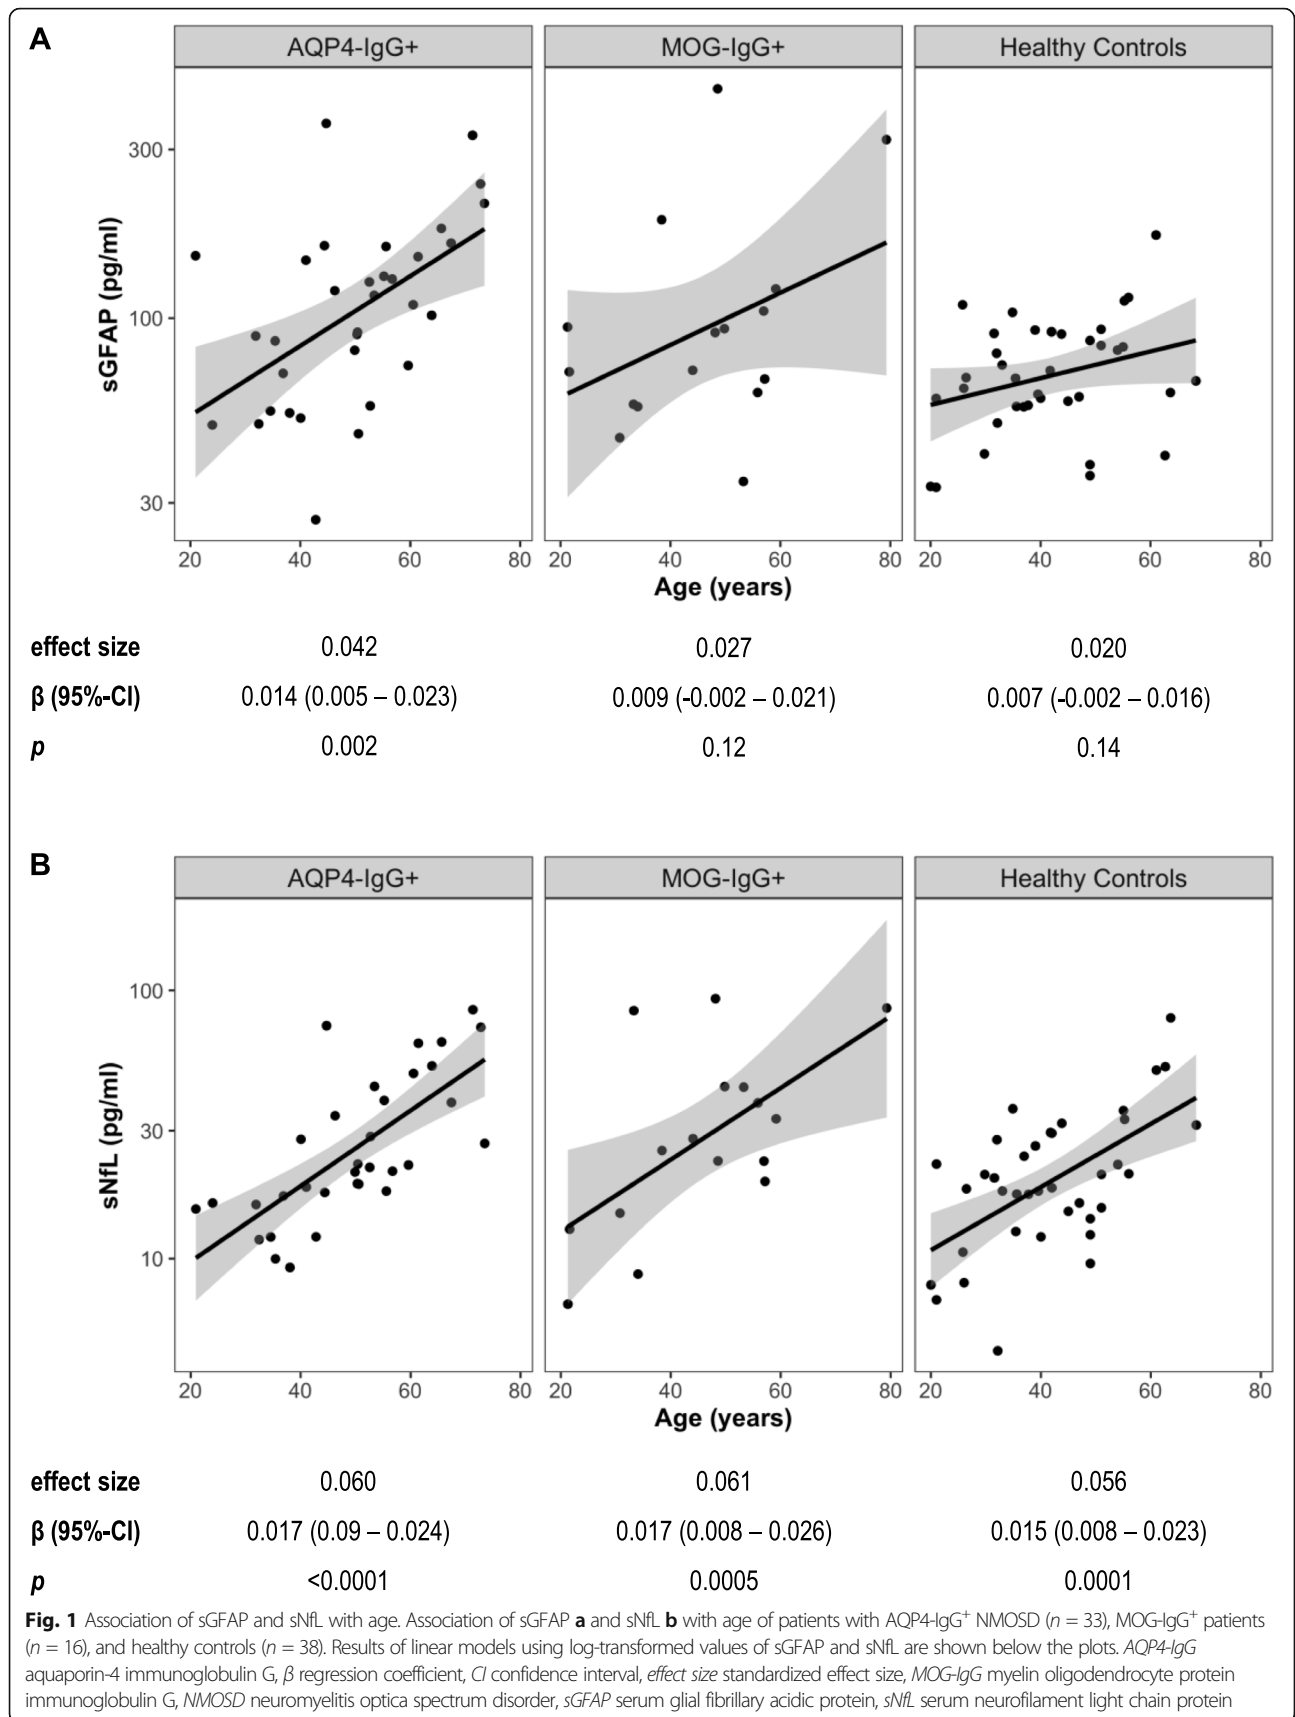 A
AQP4-IgG+ MOG-IgG+ Healthy Controls
300
100
30
sGFAP (pg/ml)
20 40 60 80 20 40 60 80 20 40 60 80
Age (years)
effect size 0.042 0.027 0.020
β (95%-CI) 0.014 (0.005 – 0.023) 0.009 (-0.002 – 0.021) 0.007 (-0.002 – 0.016)
p 0.002 0.12 0.14
B
AQP4-IgG+ MOG-IgG+ Healthy Controls
100
30
10
sNfL (pg/ml)
20 40 60 80 20 40 60 80 20 40 60 80
Age (years)
effect size 0.060 0.061 0.056
β (95%-CI) 0.017 (0.09 – 0.024) 0.017 (0.008 – 0.026) 0.015 (0.008 – 0.023)
p <0.0001 0.0005 0.0001
Fig. 1 Association of sGFAP and sNfL with age. Association of sGFAP a and sNfL b with age of patients with AQP4-IgG⁺ NMOSD (n = 33), MOG-IgG⁺ patients
(n = 16), and healthy controls (n = 38). Results of linear models using log-transformed values of sGFAP and sNfL are shown below the plots. AQP4-IgG
aquaporin-4 immunoglobulin G, β regression coefficient, CI confidence interval, effect size standardized effect size, MOG-IgG myelin oligodendrocyte protein
immunoglobulin G, NMOSD neuromyelitis optica spectrum disorder, sGFAP serum glial fibrillary acidic protein, sNfL serum neurofilament light chain protein